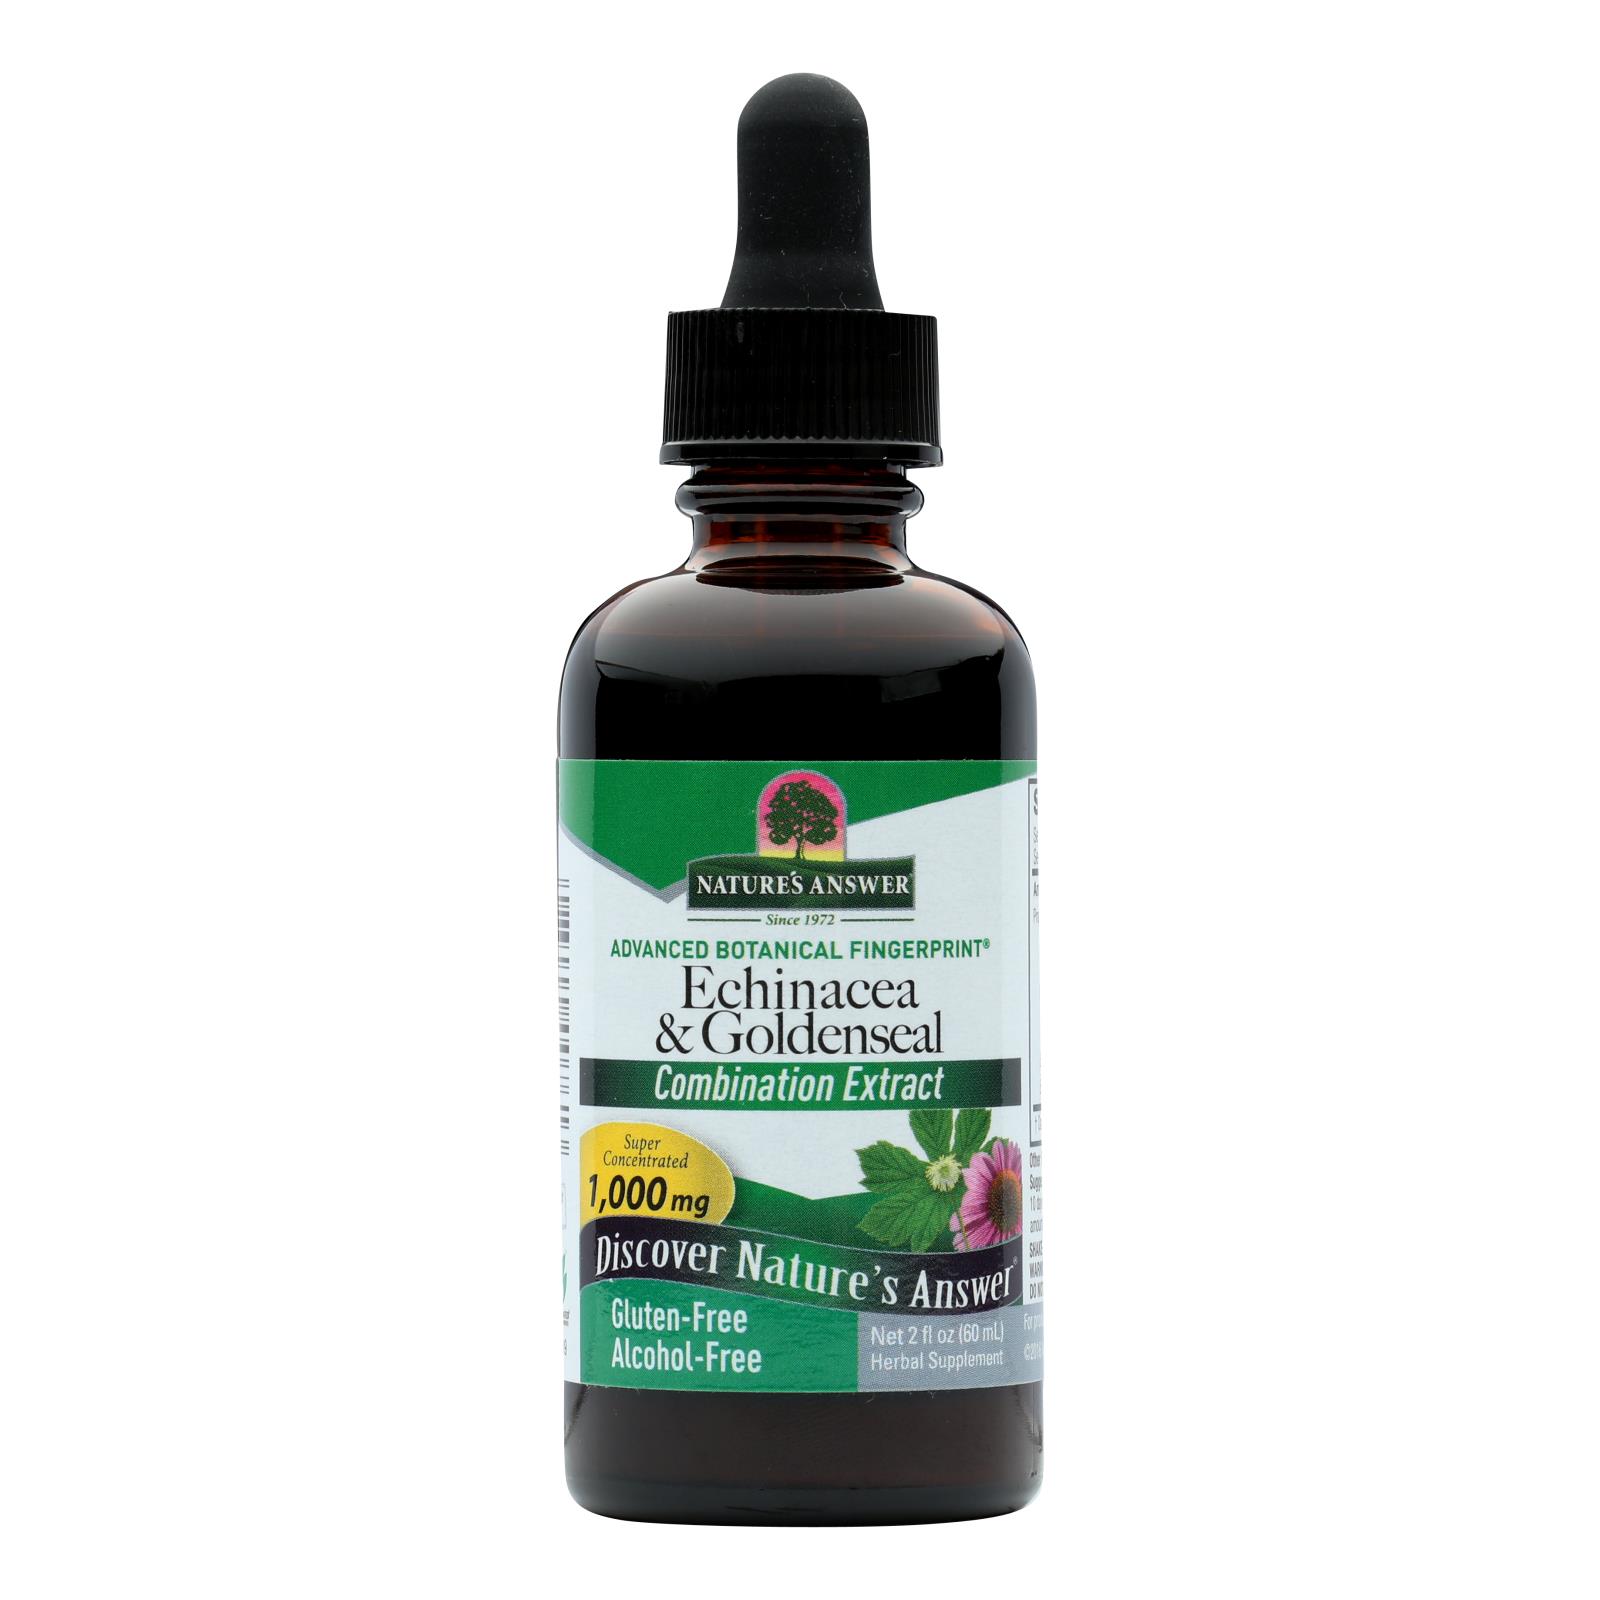 NATURE'S ANSWER
Since 1972
ADVANCED BOTANICAL FINGERPRINT®
Echinacea
& Goldenseal
Combination Extract
Super
Concentrated
1,000 mg
Discover Nature's Answer®
Gluten-Free
Alcohol-Free
Net 2 fl oz (60 mL)
Herbal Supplement